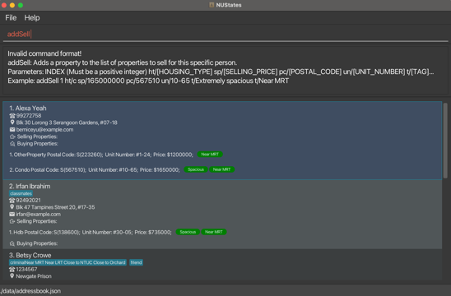 NUStates
File Help
addSell
Invalid command format!
addSell: Adds a property to the list of properties to sell for this specific person.
Parameters: INDEX (Must be a positive integer) ht/[HOUSING_TYPE] sp/[SELLING_PRICE] pc/[POSTAL_CODE] un/[UNIT_NUMBER] t/[TAG]...
Example: addSell 1 ht/c sp/165000000 pc/567510 un/10-65 t/Extremely spacious t/Near MRT
1. Alexa Yeah
99272758
Blk 30 Lorong 3 Serangoon Gardens, #07-18
berniceyu@example.com
Selling Properties:
Buying Properties:
1. OtherProperty Postal Code: S(223260); Unit Number: #1-24; Price: $1200000; Near MRT
2. Condo Postal Code: S(567510); Unit Number: #10-65; Price: $1650000; Spacious Near MRT
2. Irfan Ibrahim
classmates
92492021
Blk 47 Tampines Street 20, #17-35
irfan@example.com
Selling Properties:
1. Hdb Postal Code: S(138600); Unit Number: #30-05; Price: $735000; Spacious Near MRT
Buying Properties:
3. Betsy Crowe
criminalNear MRT Near LRT Close to NTUC Close to Orchard friend
1234567
Newgate Prison
./data/addressbook.json